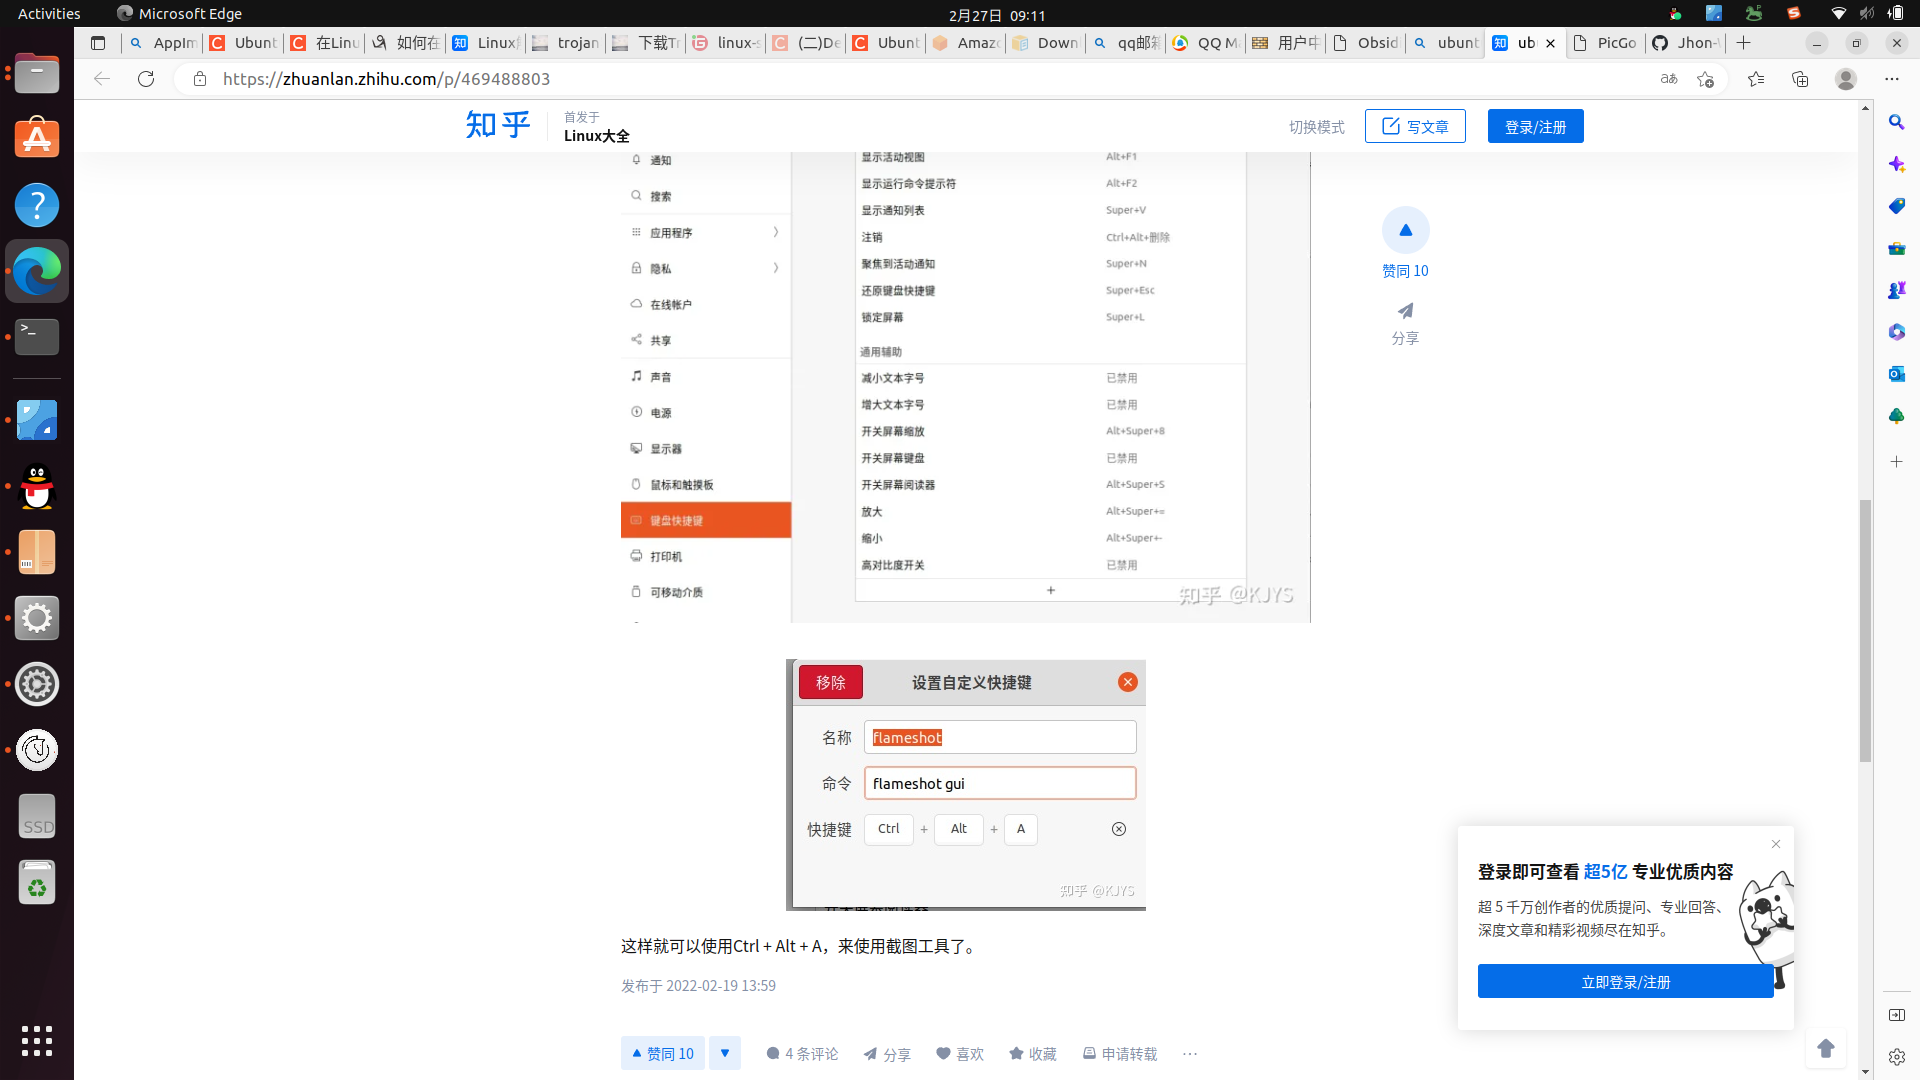 Activities
Microsoft Edge
2月27日 09:11
AppIm
Ubunt
在Linu
如何在
Linux
trojan
下载Tr
linux-s
(二)De
Ubunt
Amazo
Down
qq邮箱
QQ Ma
用户中
Obsid
ubunt
ub
PicGo
Jhon-
https://zhuanlan.zhihu.com/p/469488803
知乎
首发于
Linux大全
切换模式
写文章
登录/注册
通知
搜索
应用程序
隐私
在线帐户
共享
声音
电源
显示器
鼠标和触摸板
键盘快捷键
打印机
可移动介质
显示活动视图 Alt+F1
显示运行命令提示符 Alt+F2
显示通知列表 Super+V
注销 Ctrl+Alt+删除
聚焦到活动通知 Super+N
还原键盘快捷键 Super+Esc
锁定屏幕 Super+L
通用辅助
减小文本字号 已禁用
增大文本字号 已禁用
开关屏幕缩放 Alt+Super+8
开关屏幕键盘 已禁用
开关屏幕阅读器 Alt+Super+S
放大 Alt+Super+=
缩小 Alt+Super+-
高对比度开关 已禁用
+
知乎 @KJYS
赞同 10
分享
移除
设置自定义快捷键
名称 flameshot
命令 flameshot gui
快捷键 Ctrl + Alt + A
知乎 @KJYS
这样就可以使用Ctrl + Alt + A，来使用截图工具了。
发布于 2022-02-19 13:59
赞同 10
4 条评论
分享
喜欢
收藏
申请转载
登录即可查看 超5亿 专业优质内容
超 5 千万创作者的优质提问、专业回答、
深度文章和精彩视频尽在知乎。
立即登录/注册
SSD